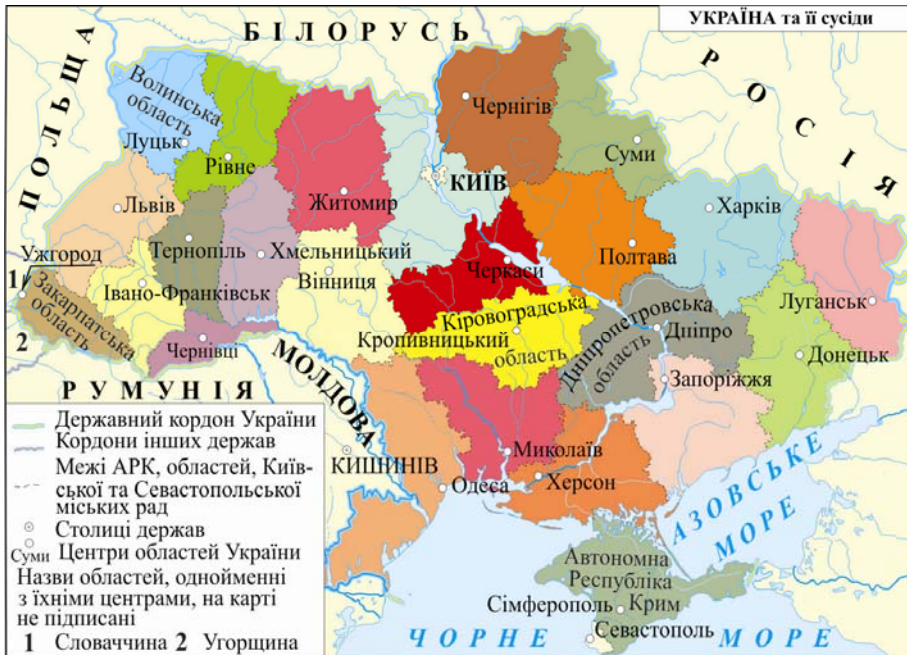 УКРАЇНА та її сусіди
БІЛОРУСЬ
ПОЛЬЩА
РОСІЯ
Волинська
область
Луцьк
Рівне
Житомир
Чернігів
Суми
КИЇВ
Львів
Тернопіль
Хмельницький
Вінниця
Черкаси
Полтава
Харків
Луганськ
Ужгород
1
2
Закарпатська
область
Івано-Франківськ
Чернівці
Кіровоградська
область
Кропивницький
Дніпропетровська
область
Дніпро
Донецьк
Запоріжжя
РУМУНІЯ
МОЛДОВА
КИШИНІВ
Миколаїв
Одеса
Херсон
АЗОВСЬКЕ
МОРЕ
Автономна
Республіка
Крим
Сімферополь
Севастополь
ЧОРНЕ МОРЕ
Державний кордон України
Кордони інших держав
Межі АРК, областей, Київ-
ської та Севастопольської
міських рад
Столиці держав
Суми Центри областей України
Назви областей, однойменні
з їхніми центрами, на карті
не підписані
1 Словаччина 2 Угорщина